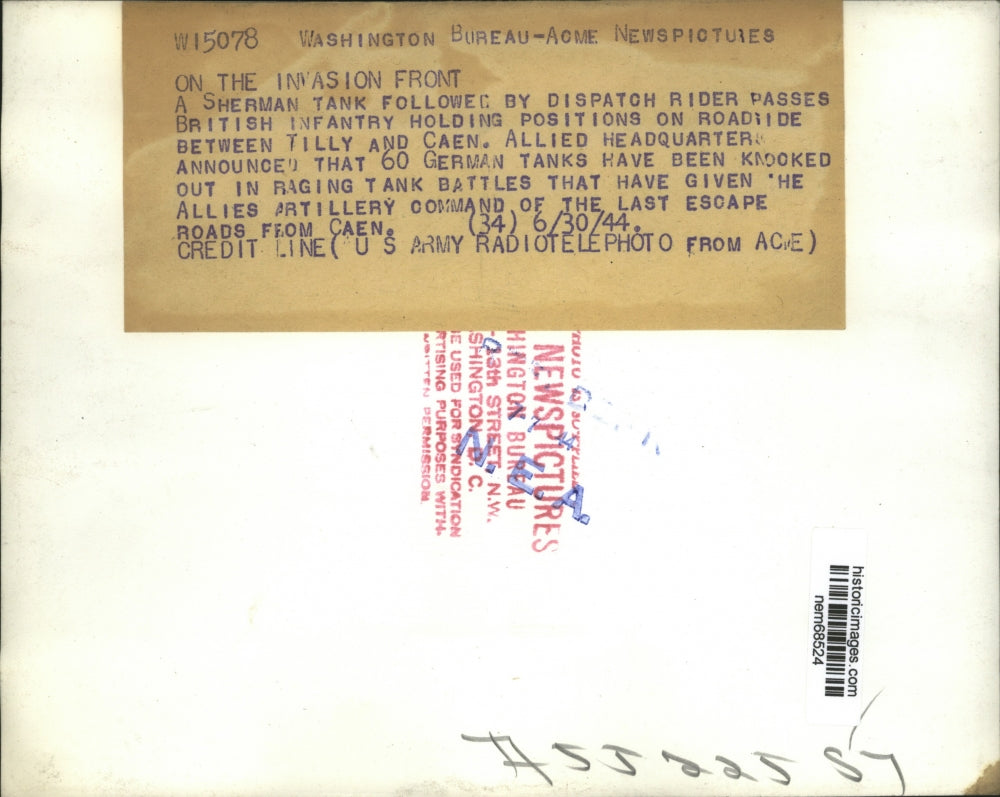 W15078 WASHINGTON BUREAU-ACME NEWSPICTURES
ON THE INVASION FRONT
A SHERMAN TANK FOLLOWED BY DISPATCH RIDER PASSES
BRITISH INFANTRY HOLDING POSITIONS ON ROADSIDE
BETWEEN TILLY AND CAEN. ALLIED HEADQUARTERS
ANNOUNCED THAT 60 GERMAN TANKS HAVE BEEN KNOCKED
OUT IN RAGING TANK BATTLES THAT HAVE GIVEN THE
ALLIES ARTILLERY COMMAND OF THE LAST ESCAPE
ROADS FROM CAEN. (34) 6/30/44.
CREDIT LINE( U S ARMY RADIOTELEPHOTO FROM ACME)
NEWSPICTURES
HINGTON BUREAU
23th STREET, N.W.
SHINGTON D. C.
E USED FOR SYNDICATION
RTISING PURPOSES WITH-
PERMISSION
N.E.A.
historicimages.com
nem68524